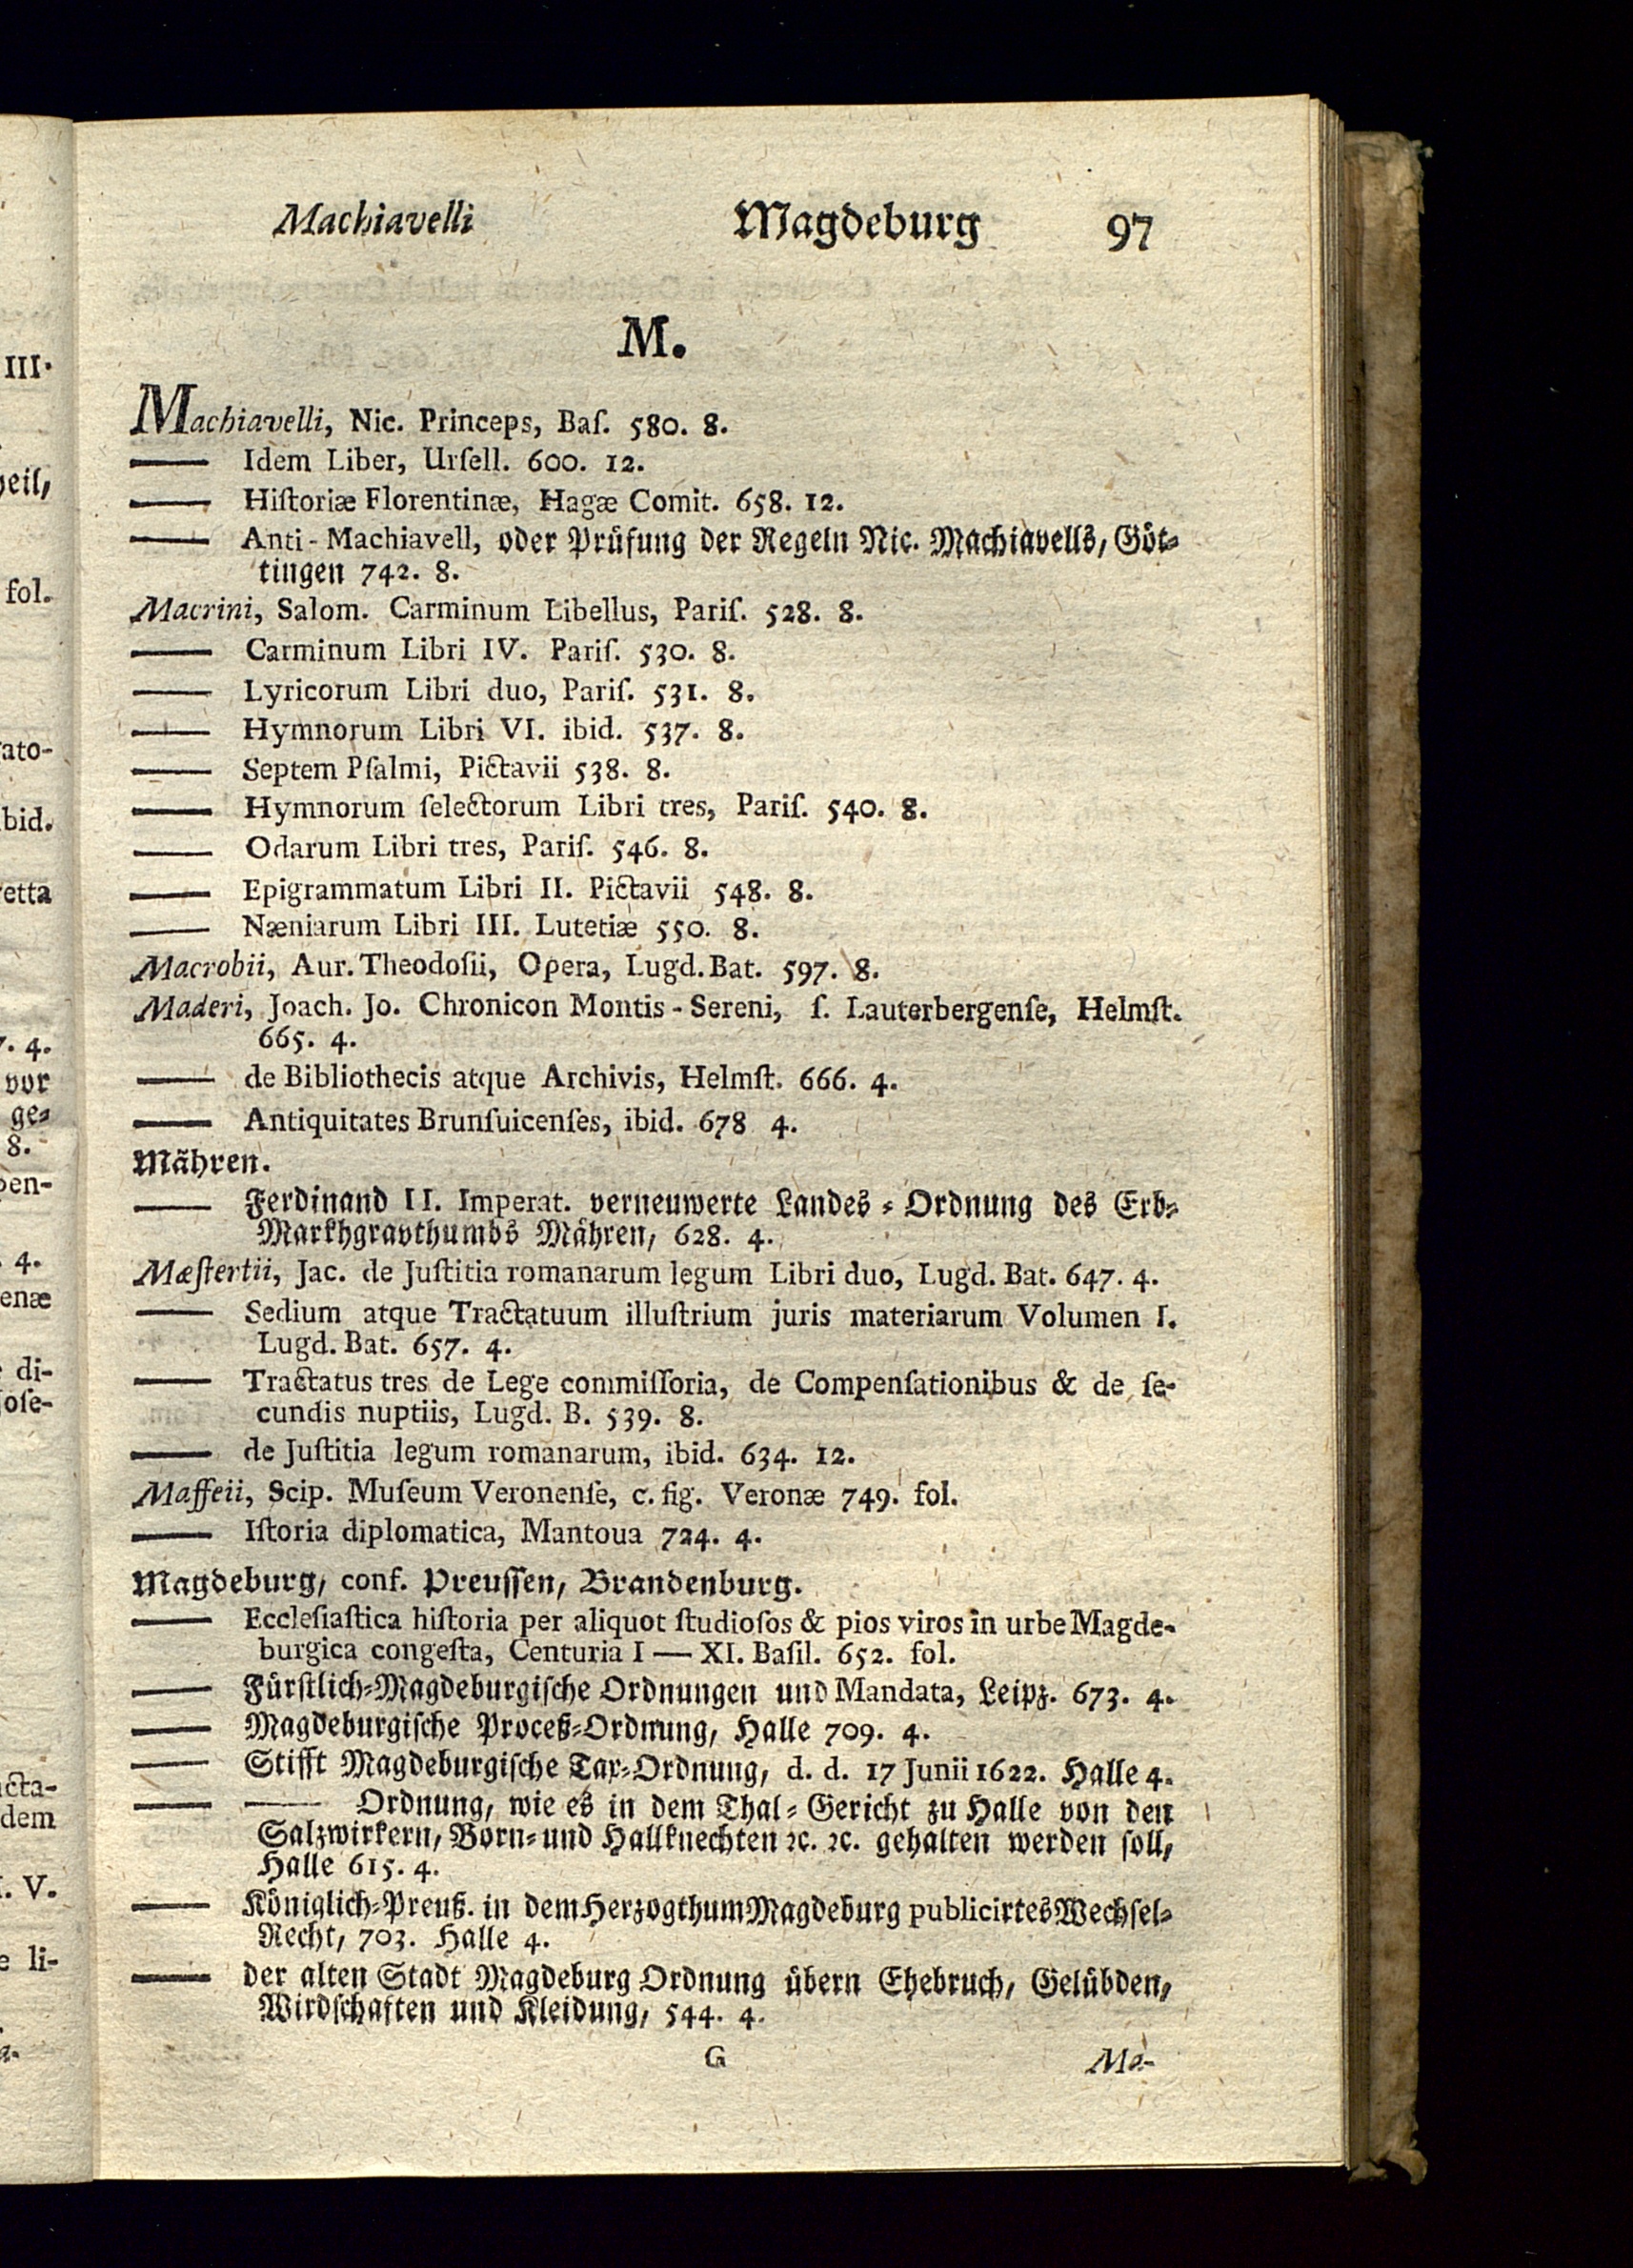 Machiavelli Magdeburg 97
M.
Machiavelli, Nic. Princeps, Baſ. 580. 8.
—— Idem Liber, Urſell. 600. 12.
—— Hiſtoriæ Florentinæ, Hagæ Comit. 658. 12.
—— Anti-Machiavell, oder Prüfung der Regeln Nic. Machiavells, Göt-
tingen 742. 8.
Macrini, Salom. Carminum Libellus, Pariſ. 528. 8.
—— Carminum Libri IV. Pariſ. 530. 8.
—— Lyricorum Libri duo, Pariſ. 531. 8.
—— Hymnorum Libri VI. ibid. 537. 8.
—— Septem Pſalmi, Pictavii 538. 8.
—— Hymnorum ſelectorum Libri tres, Pariſ. 540. 8.
—— Odarum Libri tres, Pariſ. 546. 8.
—— Epigrammatum Libri II. Pictavii 548. 8.
—— Næniarum Libri III. Lutetiæ 550. 8.
Macrobii, Aur. Theodoſii, Opera, Lugd. Bat. 597. 8.
Maderi, Joach. Jo. Chronicon Montis-Sereni, ſ. Lauterbergenſe, Helmſt.
665. 4.
—— de Bibliothecis atque Archivis, Helmſt. 666. 4.
—— Antiquitates Brunſuicenſes, ibid. 678 4.
Mähren.
—— Ferdinand II. Imperat. verneuwerte Landes-Ordnung des Erb-
Markhgravthumbs Mähren, 628. 4.
Mæſtertii, Jac. de Juſtitia romanarum legum Libri duo, Lugd. Bat. 647. 4.
—— Sedium atque Tractatuum illuſtrium juris materiarum Volumen I.
Lugd. Bat. 657. 4.
—— Tractatus tres de Lege commiſſoria, de Compenſationibus & de ſe-
cundis nuptiis, Lugd. B. 539. 8.
—— de Juſtitia legum romanarum, ibid. 634. 12.
Maffeii, Scip. Muſeum Veronenſe, c. fig. Veronæ 749. fol.
—— Iſtoria diplomatica, Mantoua 724. 4.
Magdeburg, conf. Preuſſen, Brandenburg.
—— Eccleſiaſtica hiſtoria per aliquot ſtudioſos & pios viros in urbe Magde-
burgica congeſta, Centuria I — XI. Baſil. 652. fol.
—— Fürſtlich-Magdeburgiſche Ordnungen und Mandata, Leipz. 673. 4.
—— Magdeburgiſche Proceß-Ordnung, Halle 709. 4.
—— Stifft Magdeburgiſche Tax-Ordnung, d. d. 17 Junii 1622. Halle 4.
—— —— Ordnung, wie es in dem Thal-Gericht zu Halle von den
Salzwirkern, Born- und Hallknechten ꝛc. ꝛc. gehalten werden ſoll,
Halle 615. 4.
—— Königlich-Preuß. in dem Herzogthum Magdeburg publicirtes Wechſel-
Recht, 703. Halle 4.
—— der alten Stadt Magdeburg Ordnung übern Ehebruch, Gelübden,
Wirdſchaften und Kleidung, 544. 4.
G Ma-